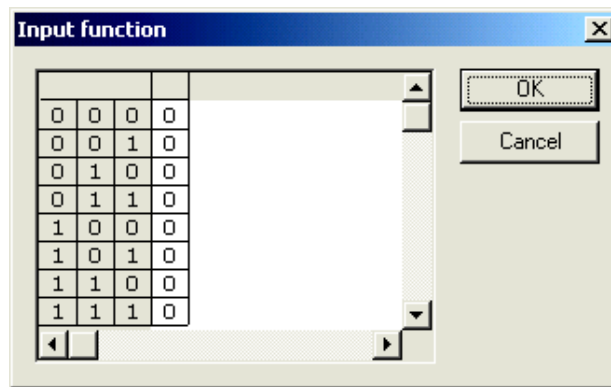 Input function
OK
Cancel
0 0 0 0
0 0 1 0
0 1 0 0
0 1 1 0
1 0 0 0
1 0 1 0
1 1 0 0
1 1 1 0